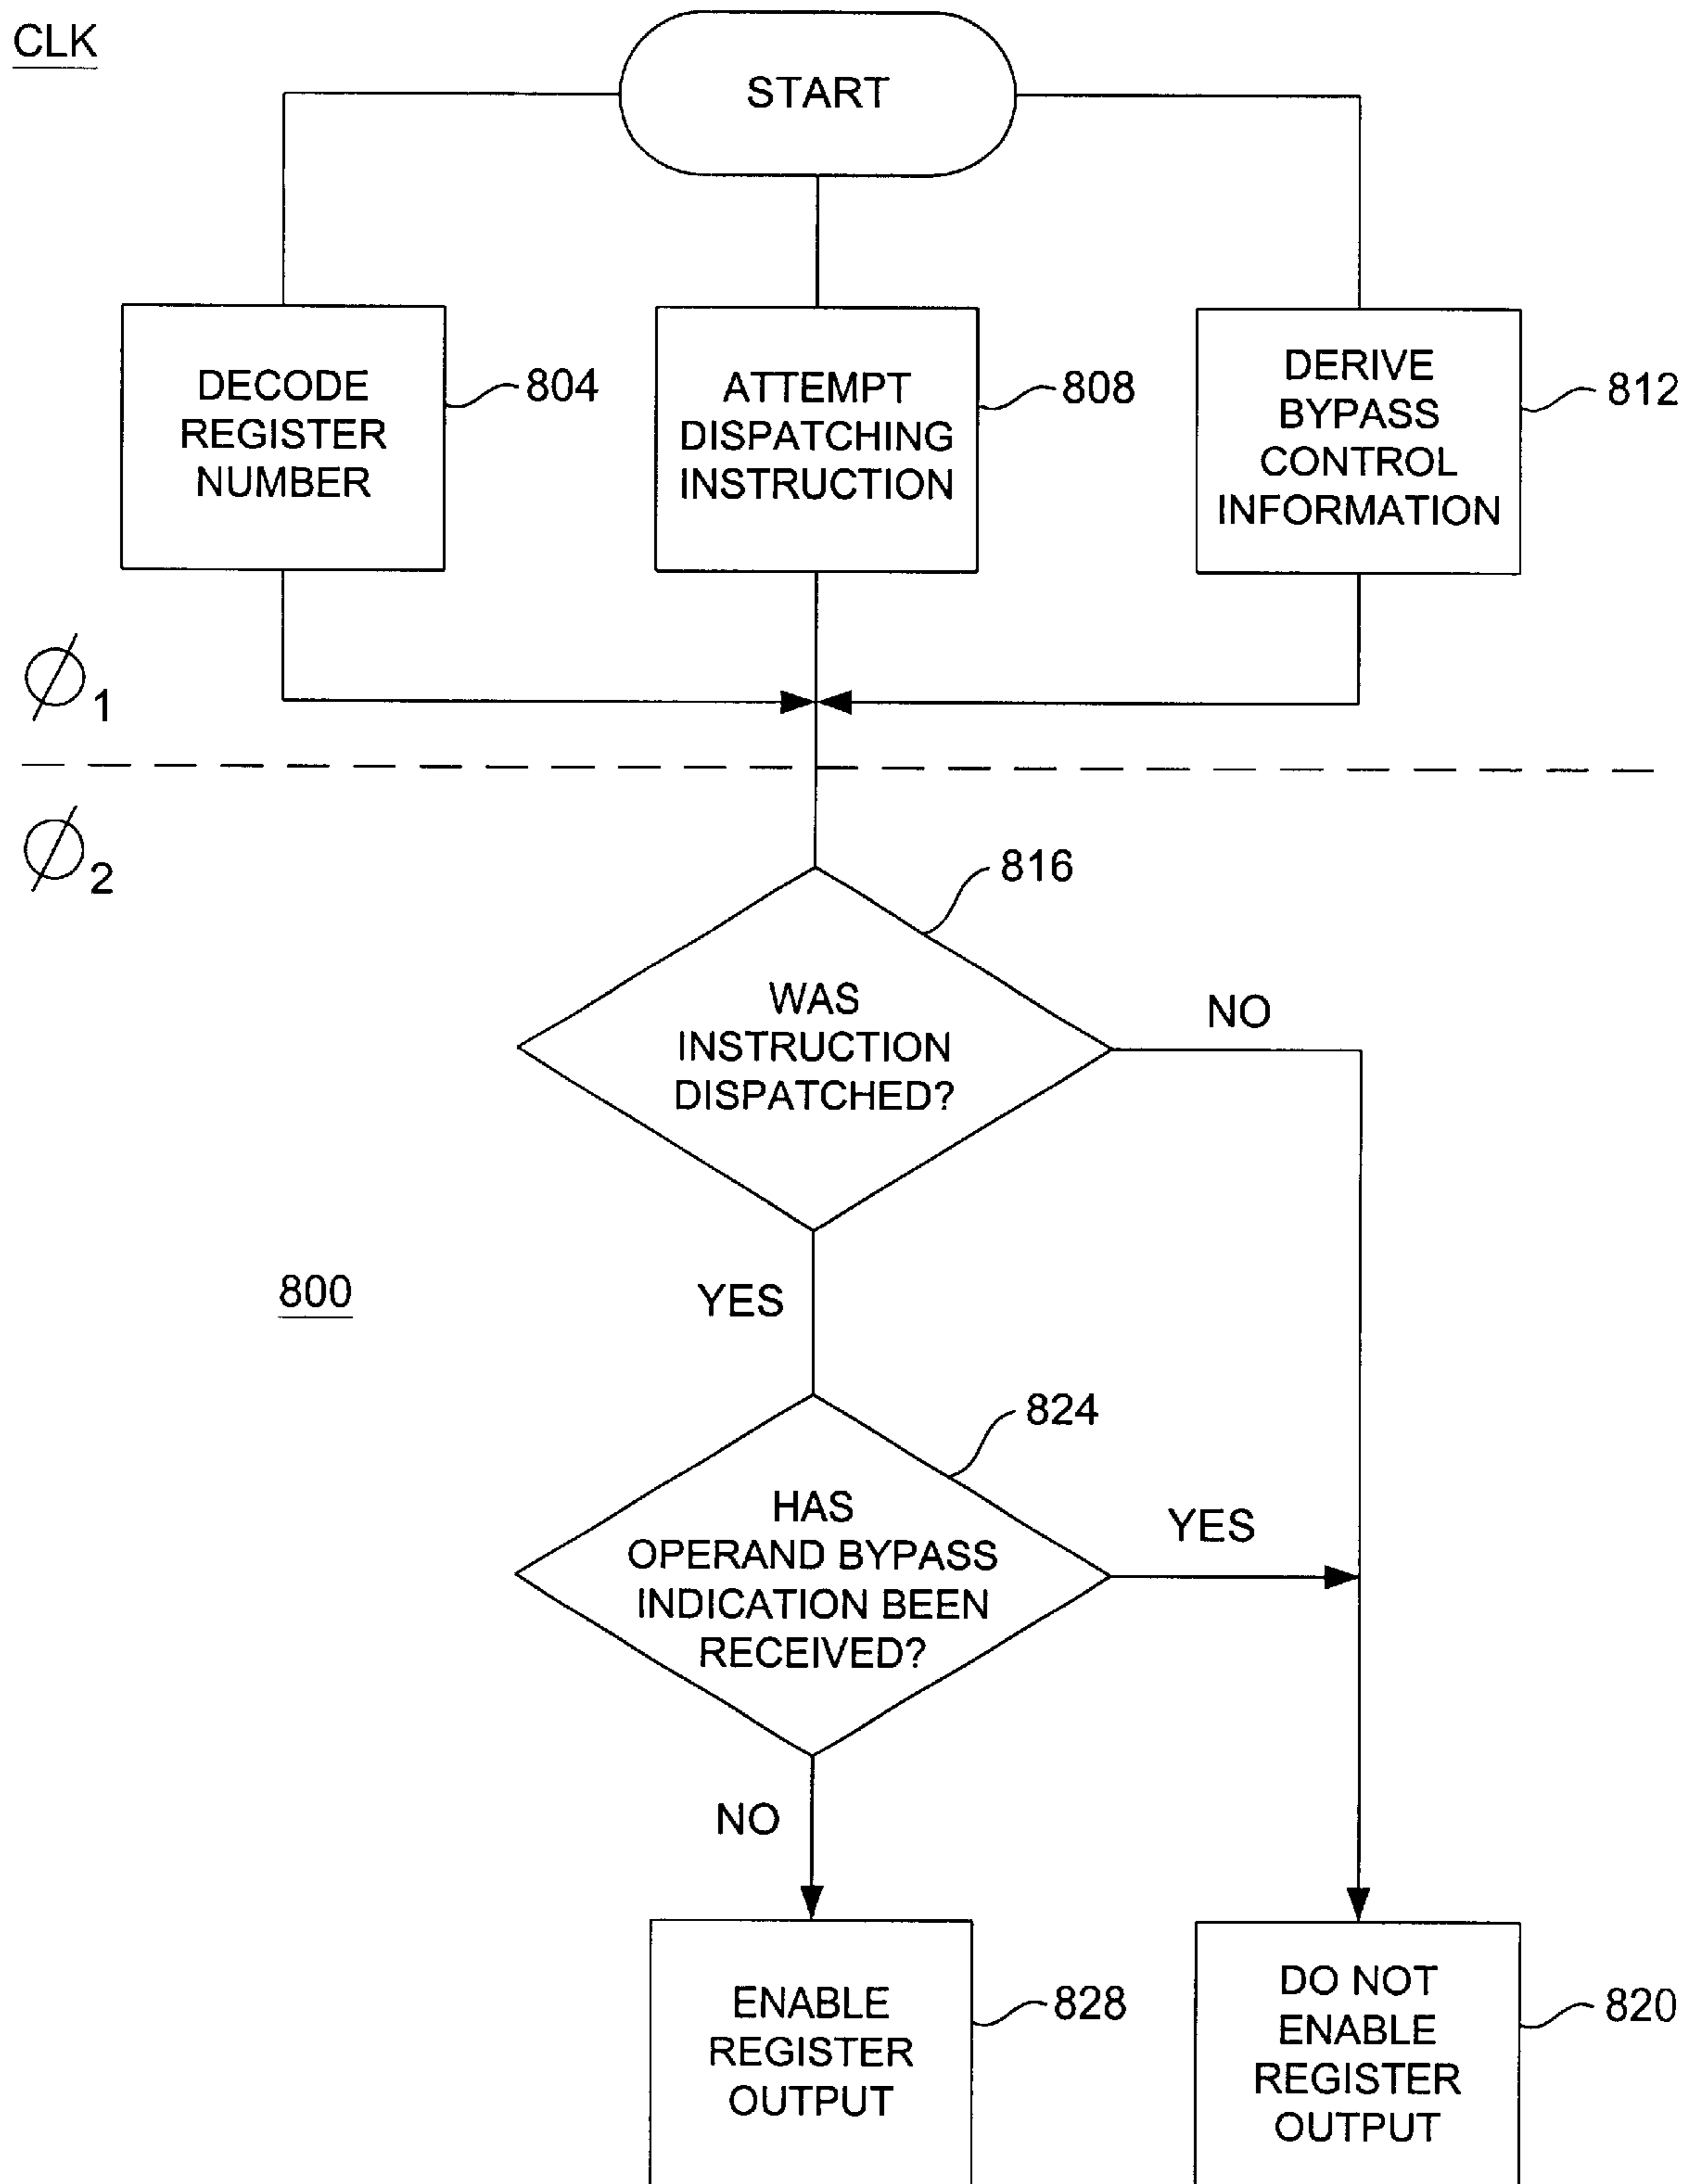 CLK
START
DECODE
REGISTER
NUMBER
804
ATTEMPT
DISPATCHING
INSTRUCTION
808
DERIVE
BYPASS
CONTROL
INFORMATION
812
∅1
∅2
816
WAS
INSTRUCTION
DISPATCHED?
NO
YES
800
824
HAS
OPERAND BYPASS
INDICATION BEEN
RECEIVED?
YES
NO
ENABLE
REGISTER
OUTPUT
828
DO NOT
ENABLE
REGISTER
OUTPUT
820